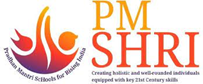 PM
SHRI
Pradhan Mantri Schools for Rising India
Creating holistic and well-rounded individuals
equipped with key 21st Century skills